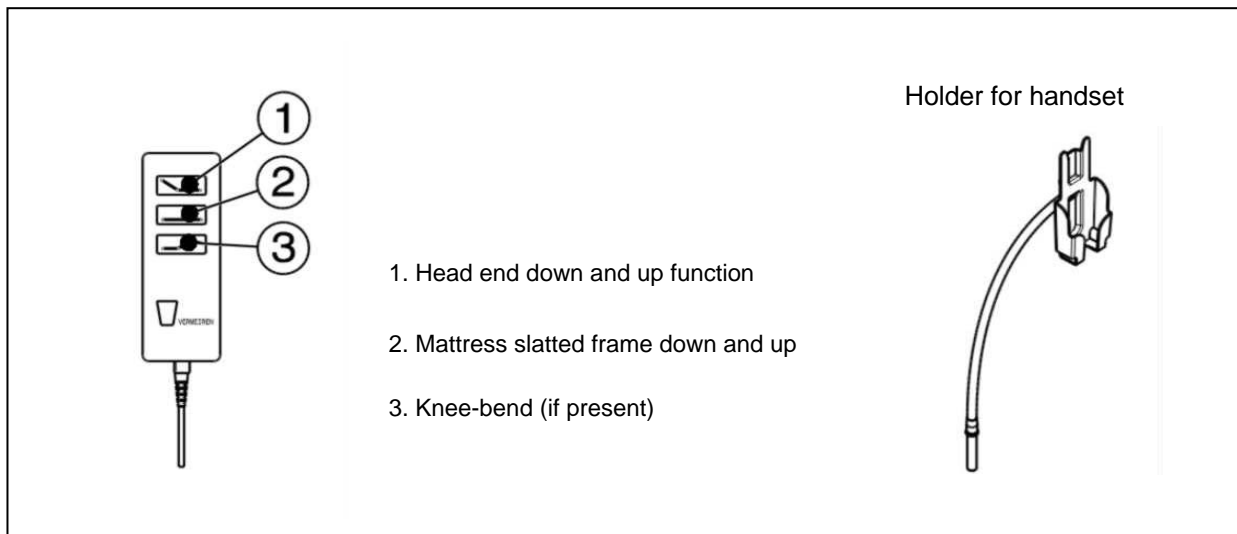 Holder for handset
1
2
3
VERMEIREN
1. Head end down and up function
2. Mattress slatted frame down and up
3. Knee-bend (if present)